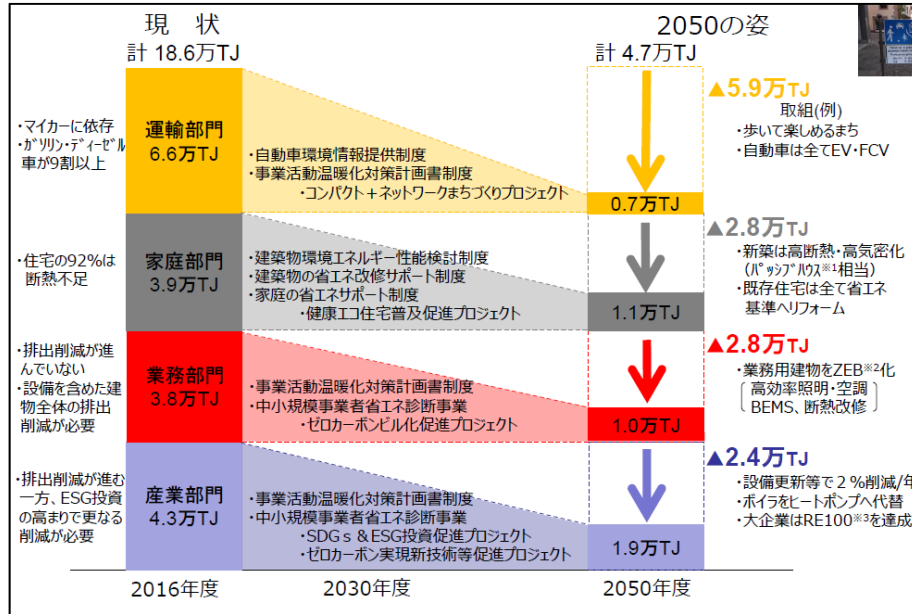 現　状
計 18.6万TJ
2050の姿
計 4.7万TJ
・マイカーに依存
・ガソリン・ディーゼル
車が9割以上
運輸部門
6.6万TJ
・自動車環境情報提供制度
・事業活動温暖化対策計画書制度
・コンパクト＋ネットワークまちづくりプロジェクト
0.7万TJ
▲5.9万TJ
取組(例)
・歩いて楽しめるまち
・自動車は全てEV・FCV
・住宅の92％は
断熱不足
家庭部門
3.9万TJ
・建築物環境エネルギー性能検討制度
・建築物の省エネ改修サポート制度
・家庭の省エネサポート制度
・健康エコ住宅普及促進プロジェクト
1.1万TJ
▲2.8万TJ
・新築は高断熱・高気密化
（パッシブハウス※1相当）
・既存住宅は全て省エネ
基準へリフォーム
・排出削減が進
んでいない
・設備を含めた建
物全体の排出
削減が必要
業務部門
3.8万TJ
・事業活動温暖化対策計画書制度
・中小規模事業者省エネ診断事業
・ゼロカーボンビル化促進プロジェクト
1.0万TJ
▲2.8万TJ
・業務用建物をZEB※2化
高効率照明・空調
BEMS、断熱改修
・排出削減が進む
一方、ESG投資
の高まりで更なる
削減が必要
産業部門
4.3万TJ
・事業活動温暖化対策計画書制度
・中小規模事業者省エネ診断事業
・SDGｓ＆ESG投資促進プロジェクト
・ゼロカーボン実現新技術等促進プロジェクト
1.9万TJ
▲2.4万TJ
・設備更新等で２％削減/年
・ボイラをヒートポンプへ代替
・大企業はRE100※3を達成
2016年度
2030年度
2050年度